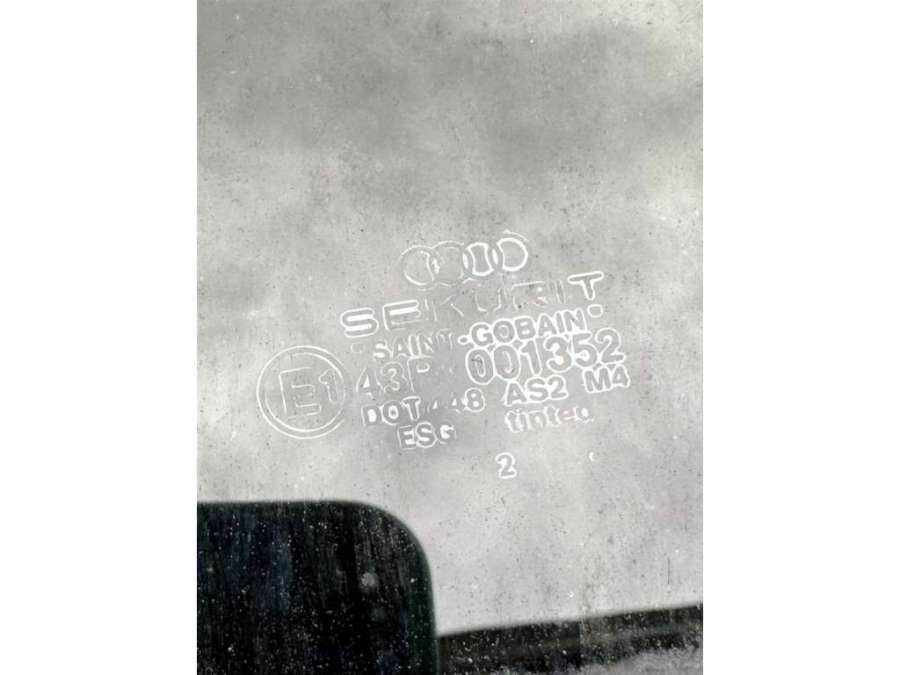 SEKURIT
"SAINT-GOBAIN"
E1 43R 001352
DOT 448 AS2 M4
ESG tinted
2